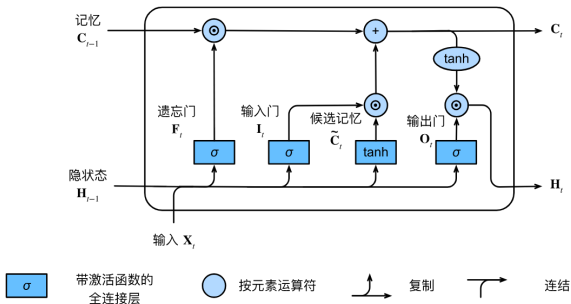 记忆
C_{t-1}
⊙
+
C_t
tanh
遗忘门
F_t
输入门
I_t
候选记忆
C̃_t
⊙
输出门
O_t
⊙
σ
σ
tanh
σ
隐状态
H_{t-1}
H_t
输入 X_t
σ
带激活函数的
全连接层
按元素运算符
复制
连结